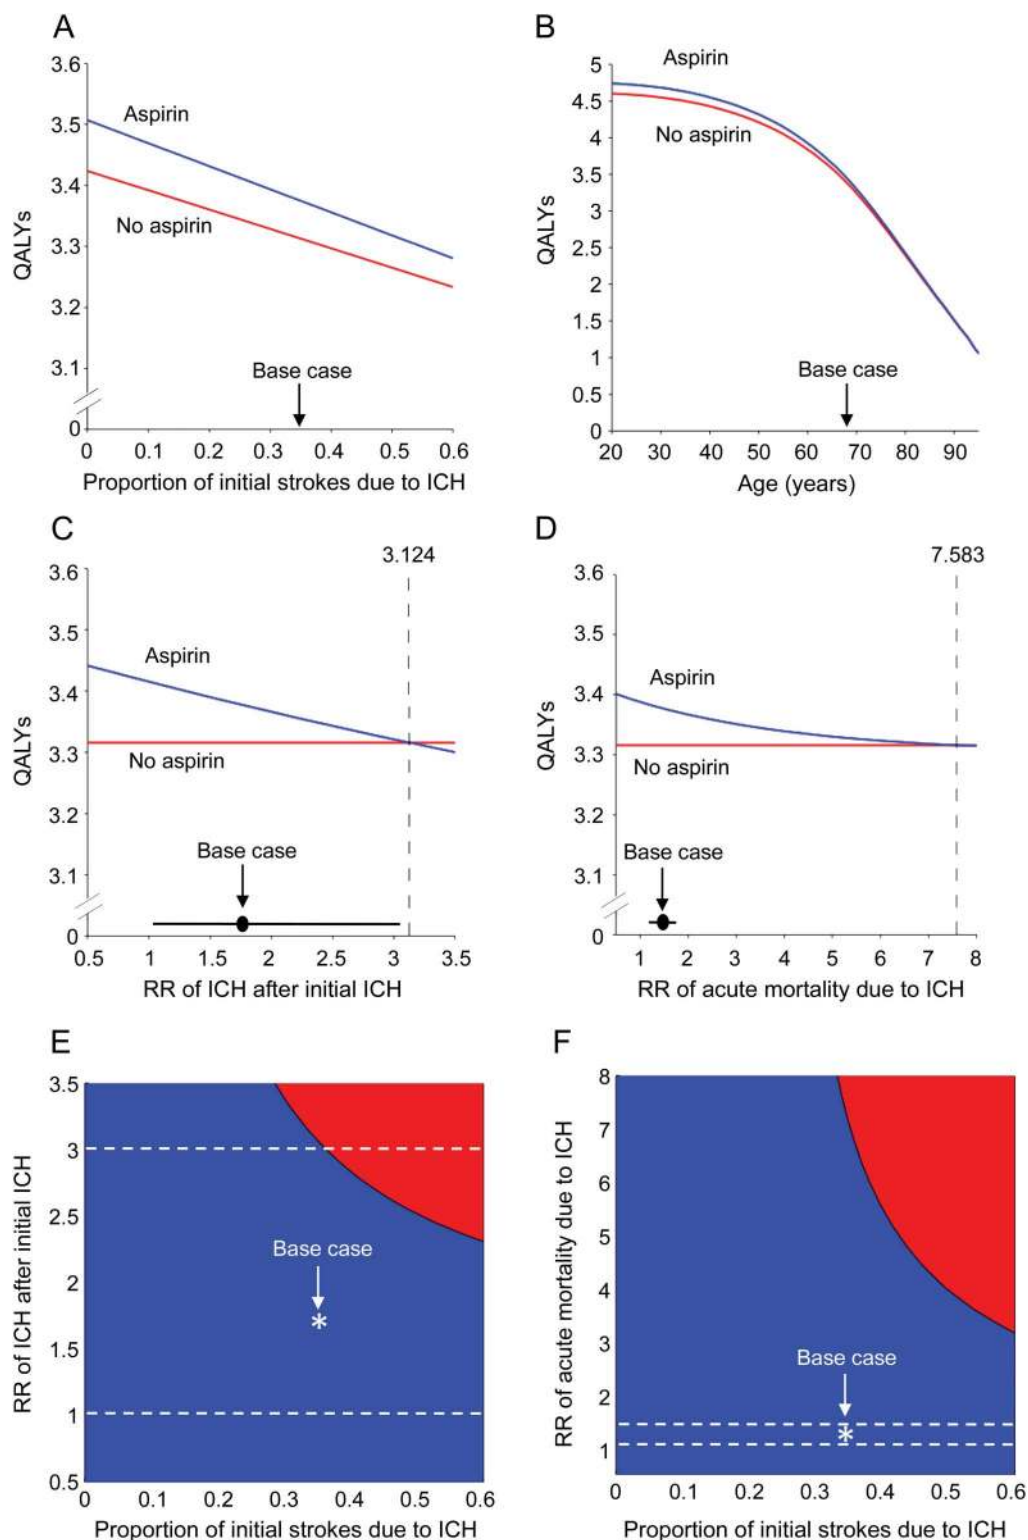 A
3.6
3.5
3.4
3.3
3.2
3.1
0
QALYs
Aspirin
No aspirin
Base case
0 0.1 0.2 0.3 0.4 0.5 0.6
Proportion of initial strokes due to ICH
B
5
4.5
4
3.5
3
2.5
2
1.5
1
0.5
0
QALYs
Aspirin
No aspirin
Base case
20 30 40 50 60 70 80 90
Age (years)
C
3.124
3.6
3.5
3.4
3.3
3.2
3.1
0
QALYs
Aspirin
No aspirin
Base case
0.5 1 1.5 2 2.5 3 3.5
RR of ICH after initial ICH
D
7.583
3.6
3.5
3.4
3.3
3.2
3.1
0
QALYs
Aspirin
No aspirin
Base case
1 2 3 4 5 6 7 8
RR of acute mortality due to ICH
E
3.5
3
2.5
2
1.5
1
0.5
RR of ICH after initial ICH
Base case
*
0 0.1 0.2 0.3 0.4 0.5 0.6
Proportion of initial strokes due to ICH
F
8
7
6
5
4
3
2
1
RR of acute mortality due to ICH
Base case
*
0 0.1 0.2 0.3 0.4 0.5 0.6
Proportion of initial strokes due to ICH